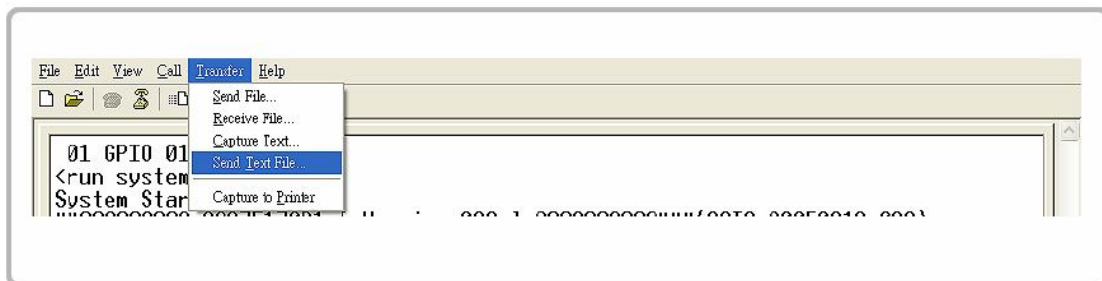 File Edit View Call Transfer Help
Send File...
Receive File...
Capture Text...
Send Text File...
Capture to Printer
01 GPIO 01
<run system
System Star